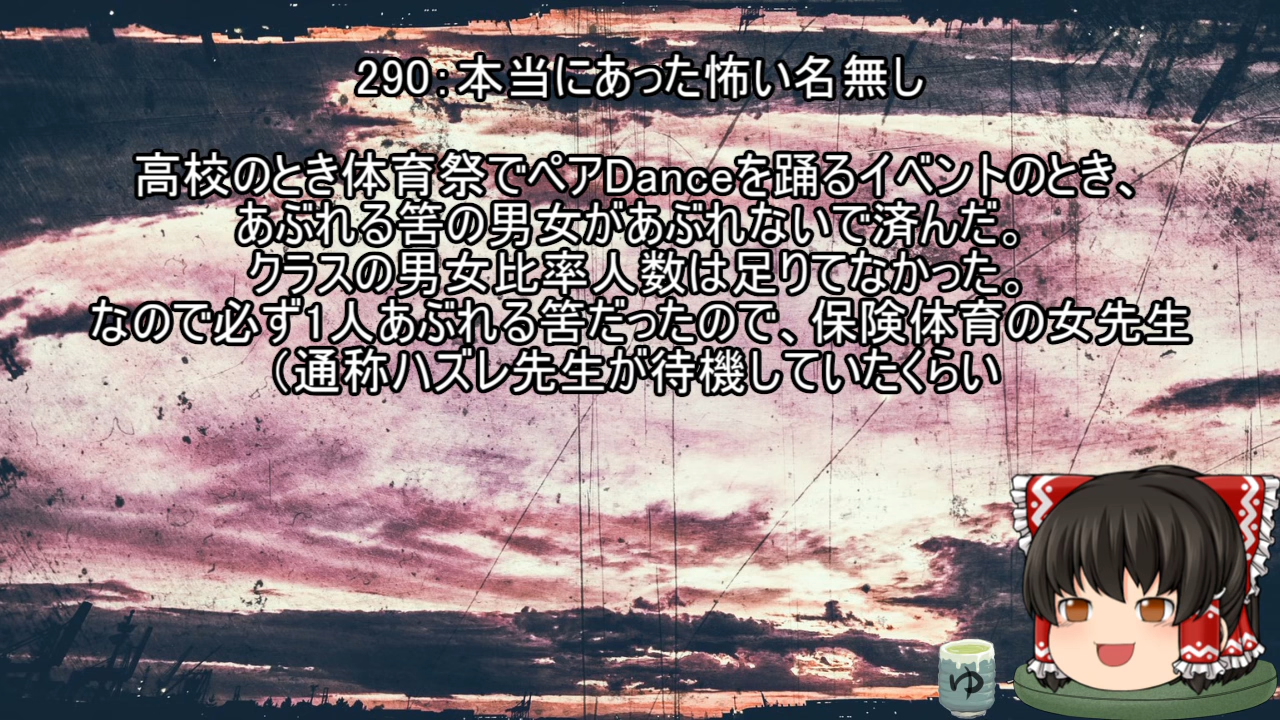 290：本当にあった怖い名無し
高校のとき体育祭でペアDanceを踊るイベントのとき、
あぶれる筈の男女があぶれないで済んだ。
クラスの男女比率人数は足りてなかった。
なので必ず1人あぶれる筈だったので、保険体育の女先生
（通称ハズレ先生が待機していたくらい
ゆ